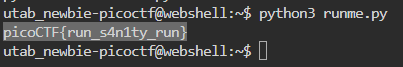 utab_newbie-picoctf@webshell:~$ python3 runme.py
picoCTF{run_s4n1ty_run}
utab_newbie-picoctf@webshell:~$